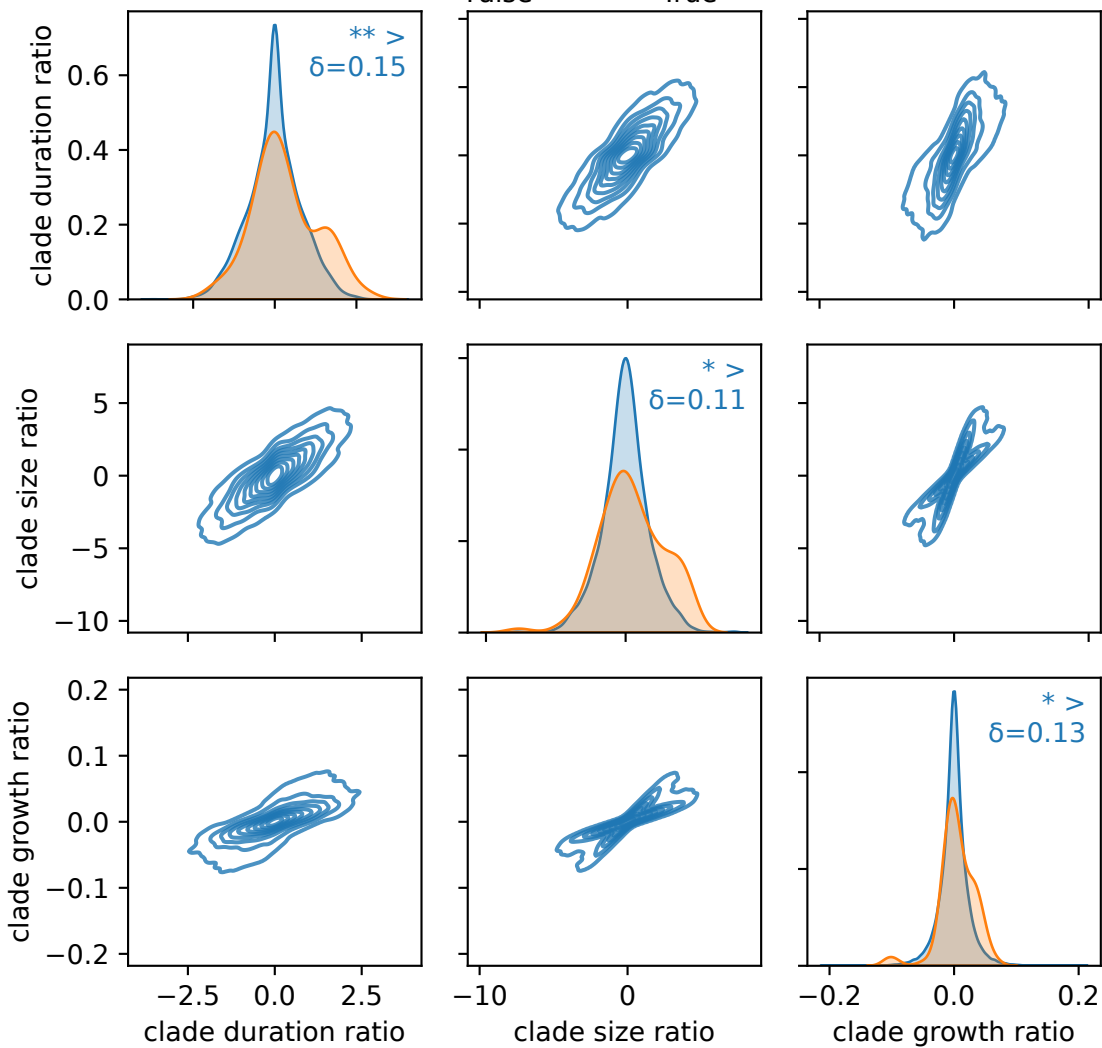 True
clade duration ratio
0.6
0.4
0.2
0.0
** >
δ=0.15
clade size ratio
5
0
−5
−10
* >
δ=0.11
clade growth ratio
0.2
0.1
0.0
−0.1
−0.2
* >
δ=0.13
−2.5 0.0 2.5
−10 0
−0.2 0.0 0.2
clade duration ratio
clade size ratio
clade growth ratio